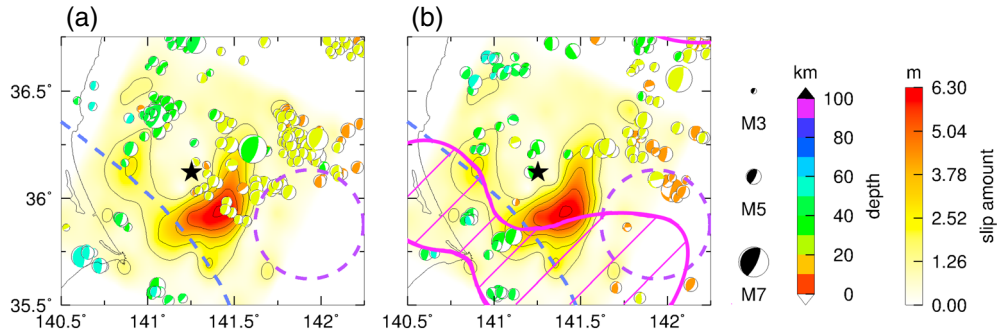 (a)
(b)
36.5˚
36˚
35.5˚
140.5˚
141˚
141.5˚
142˚
140.5˚
141˚
141.5˚
142˚
M3
M5
M7
km
100
80
60
40
20
0
depth
m
6.30
5.04
3.78
2.52
1.26
0.00
slip amount